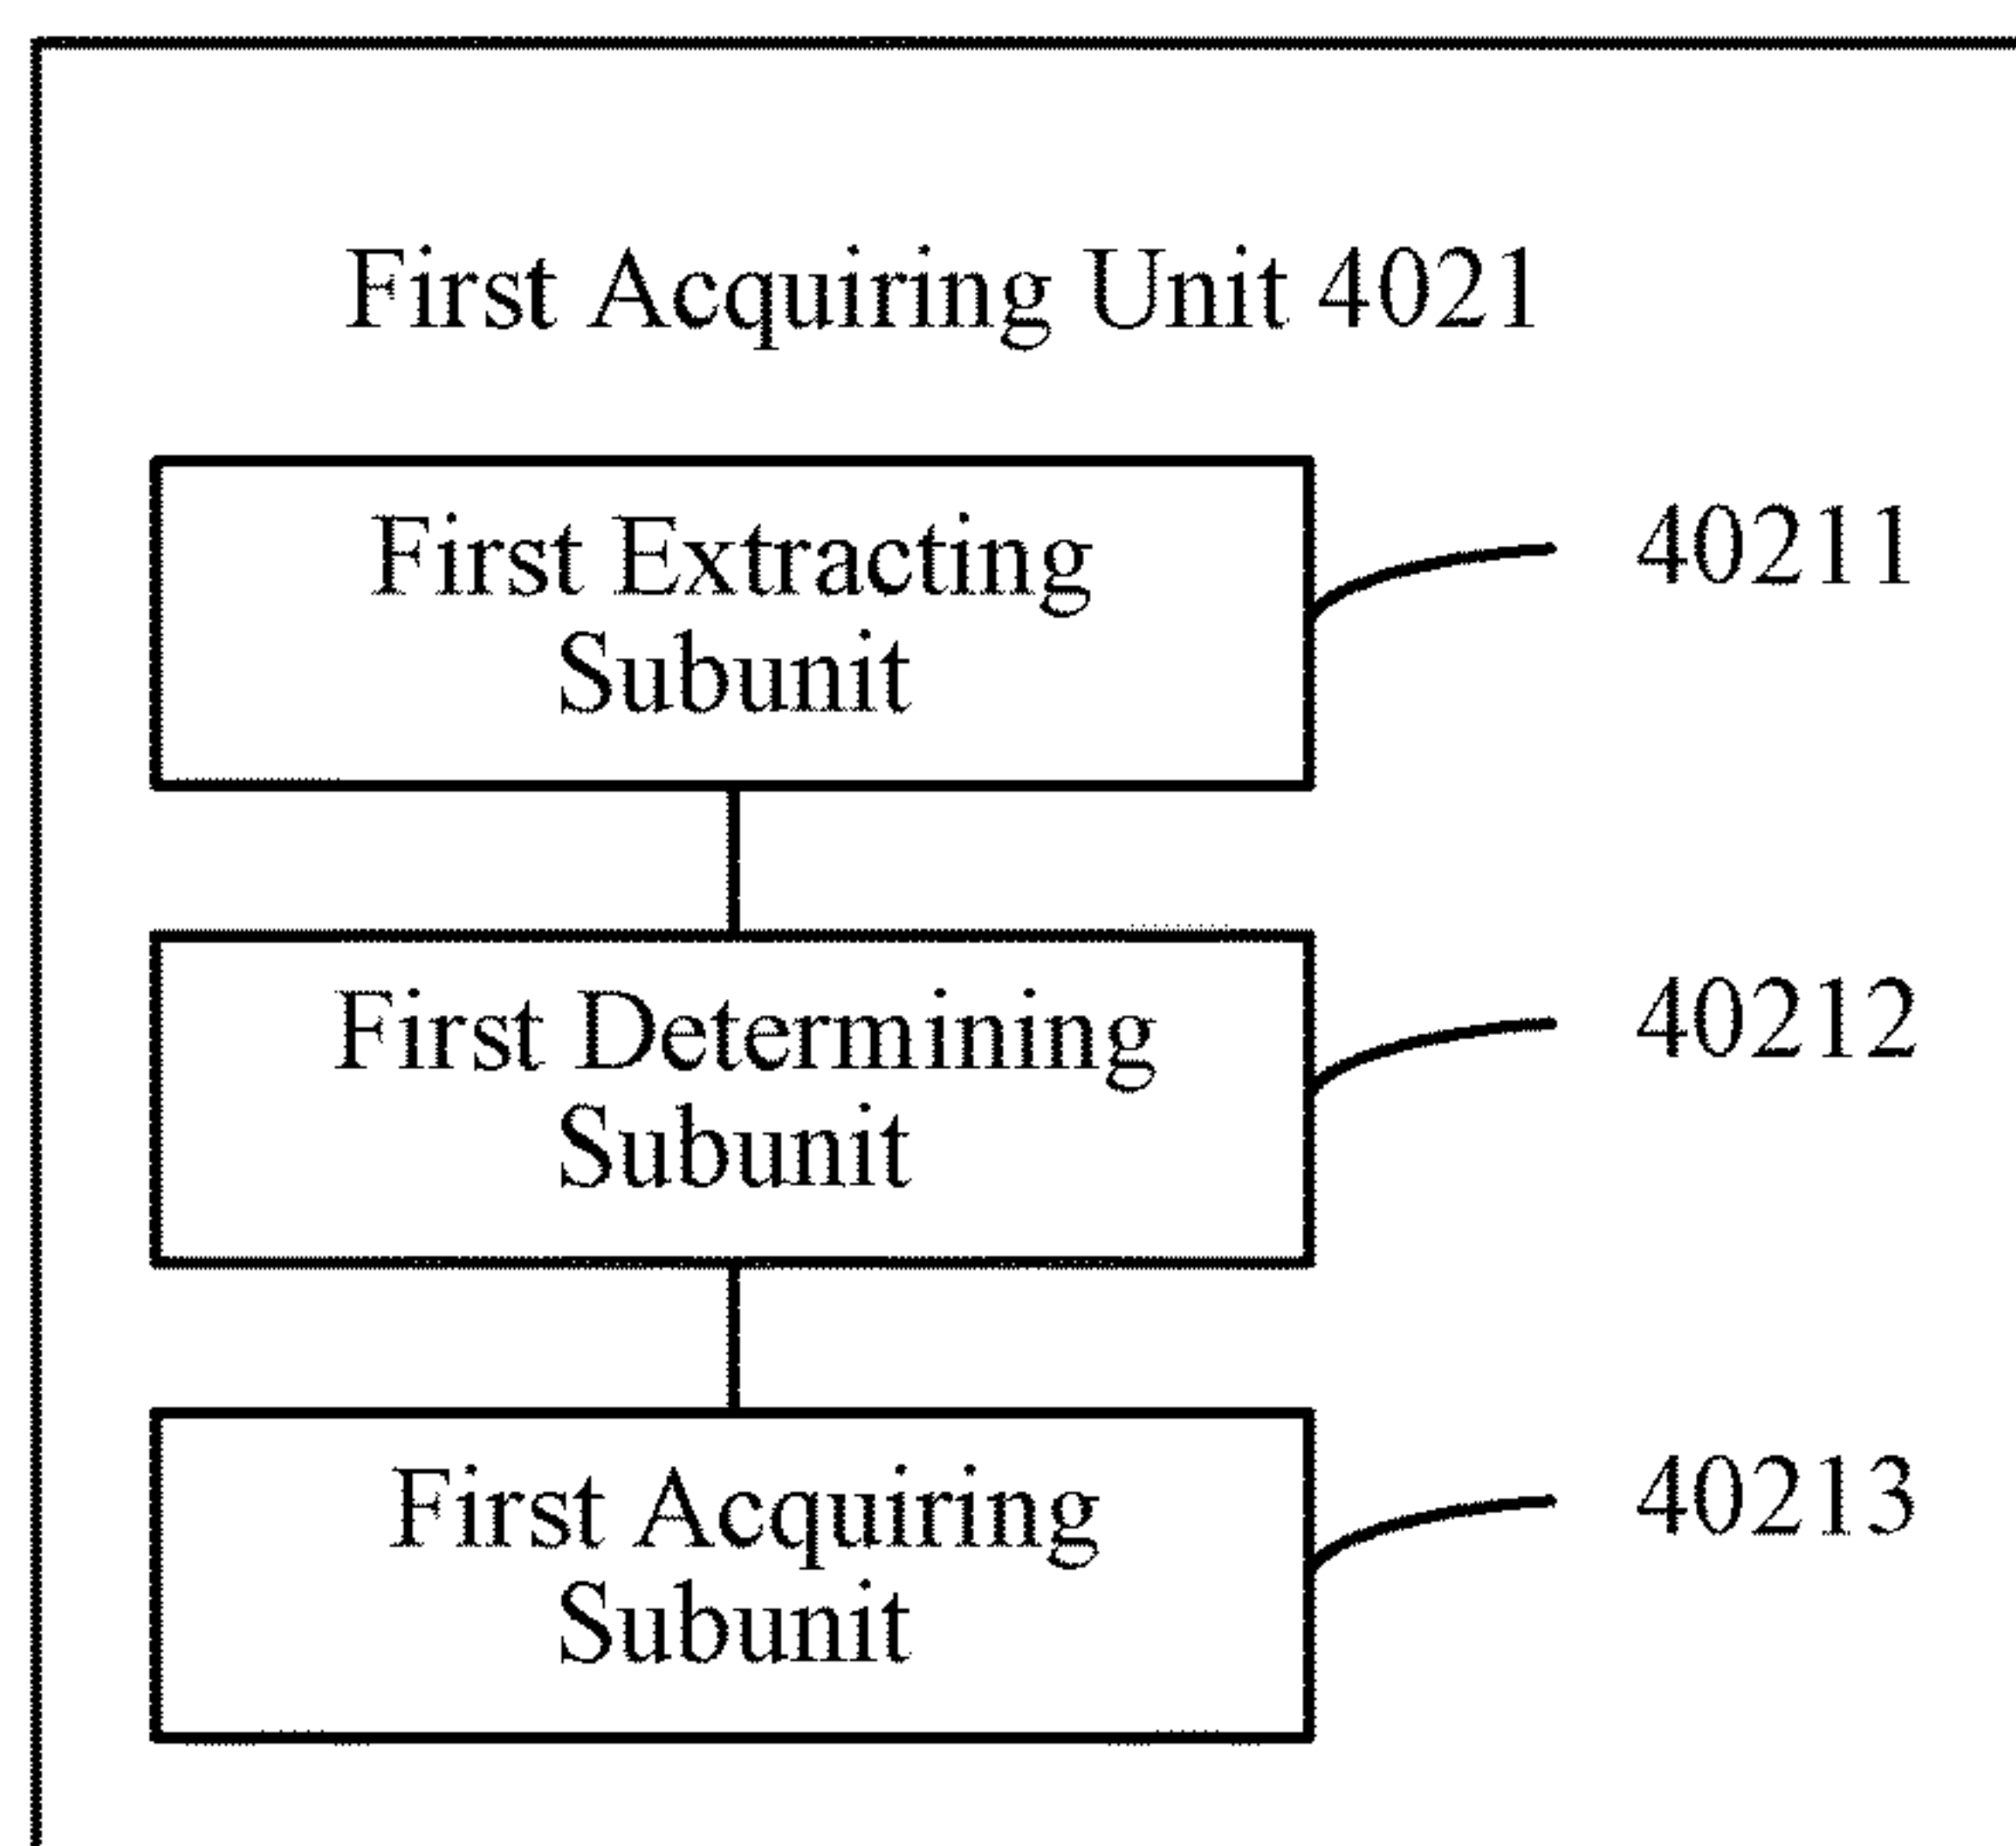 First Acquiring Unit 4021
First Extracting
Subunit
40211
First Determining
Subunit
40212
First Acquiring
Subunit
40213